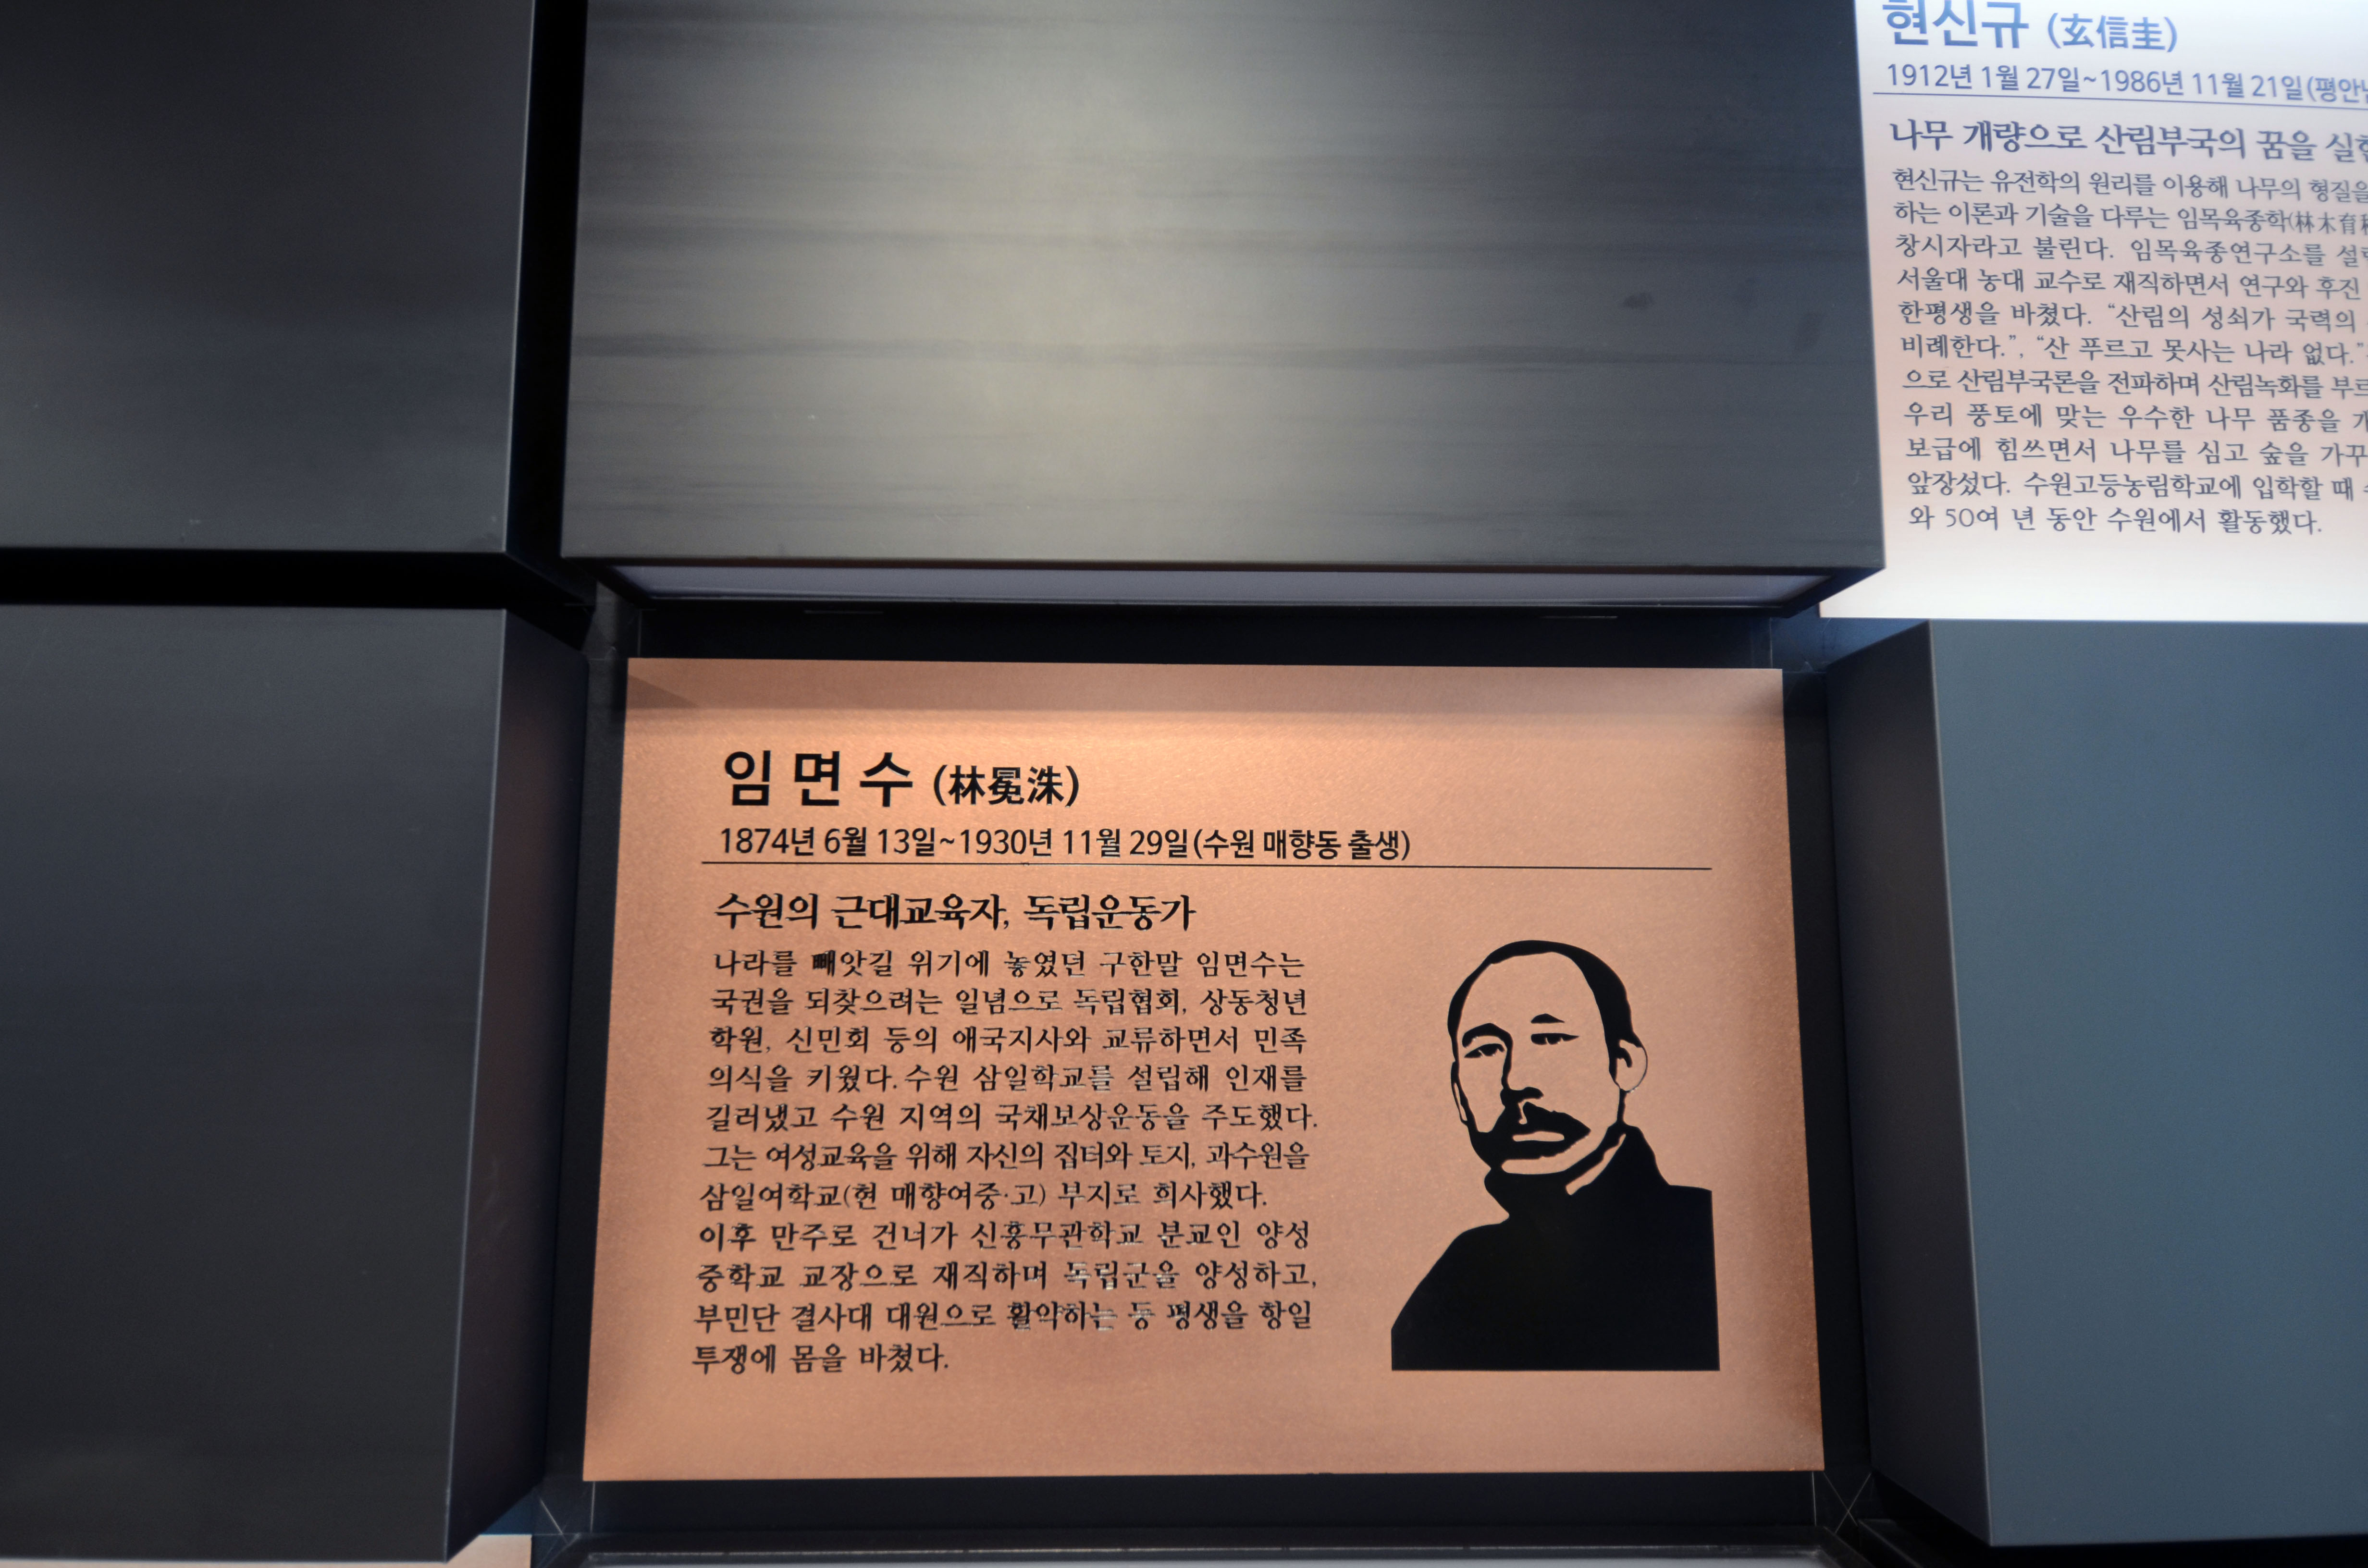 현신규 (玄信圭)
1912년 1월 27일~1986년 11월 21일(평안
나무 개량으로 산림부국의 꿈을
현신규는 유전학의 원리를 이용해 나무의 형질을
하는 이론과 기술을 다루는 임목육종학(林木育
창시자라고 불린다. 임목육종연구소를
서울대 농대 교수로 재직하면서 연구와 후진
한평생을 바쳤다. “산림의 성쇠가 국력의
비례한다.”, “산 푸르고 못사는 나라 없다.”
으로 산림부국론을 전파하며 산림녹화를
우리 풍토에 맞는 우수한 나무 품종을
보급에 힘쓰면서 나무를 심고 숲을 가꾸
앞장섰다. 수원고등농림학교에 입학할 때
와 50여 년 동안 수원에서 활동했다.
임면수 (林冕洙)
1874년 6월 13일~1930년 11월 29일(수원 매향동 출생)
수원의 근대교육자, 독립운동가
나라를 빼앗길 위기에 놓였던 구한말 임면수는
국권을 되찾으려는 일념으로 독립협회, 상동청년
학원, 신민회 등의 애국지사와 교류하면서 민족
의식을 키웠다. 수원 삼일학교를 설립해 인재를
길러냈고 수원 지역의 국채보상운동을 주도했다.
그는 여성교육을 위해 자신의 집터와 토지, 과수원을
삼일여학교(현 매향여중·고) 부지로 희사했다.
이후 만주로 건너가 신흥무관학교 분교인 양성
중학교 교장으로 재직하며 독립군을 양성하고,
부민단 결사대 대원으로 활약하는 등 평생을 항일
투쟁에 몸을 바쳤다.